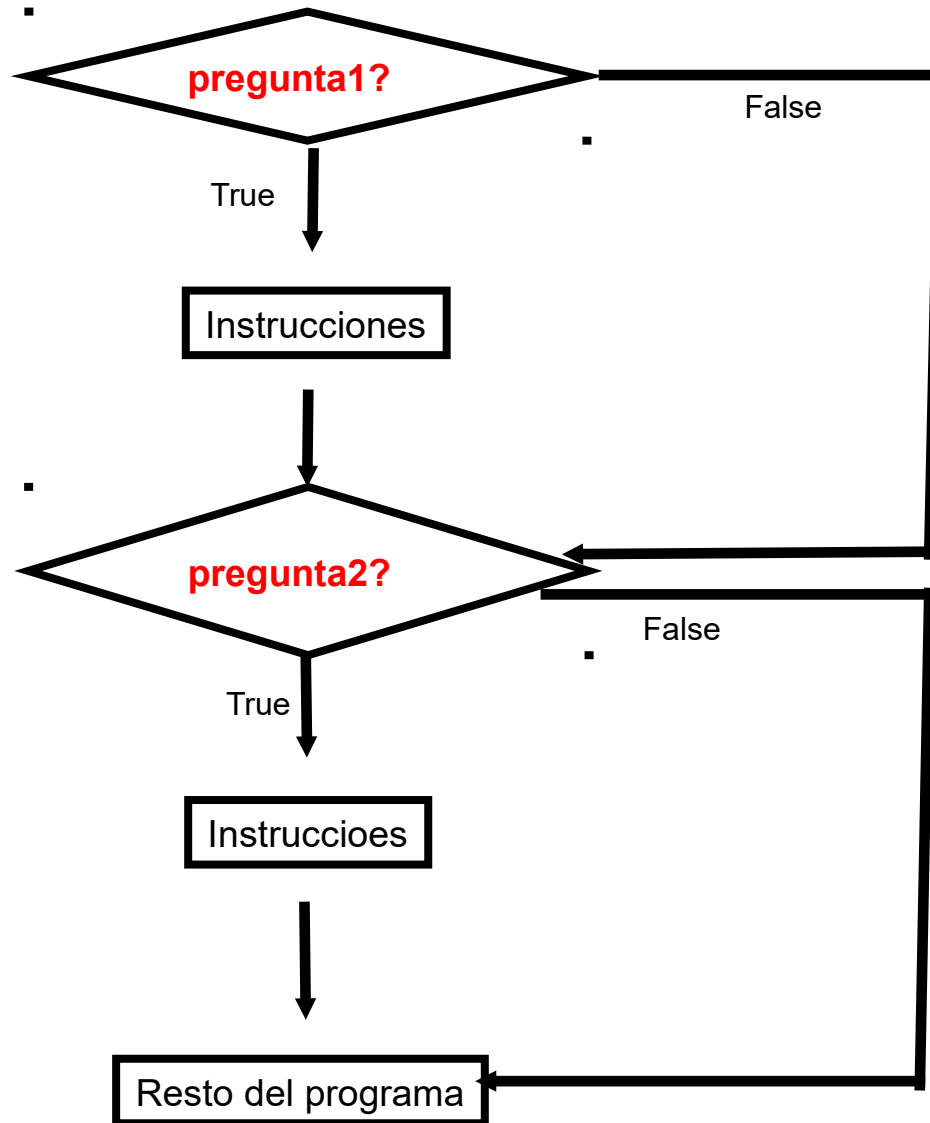 pregunta1?
False
True
Instrucciones
pregunta2?
False
True
Instruccioes
Resto del programa